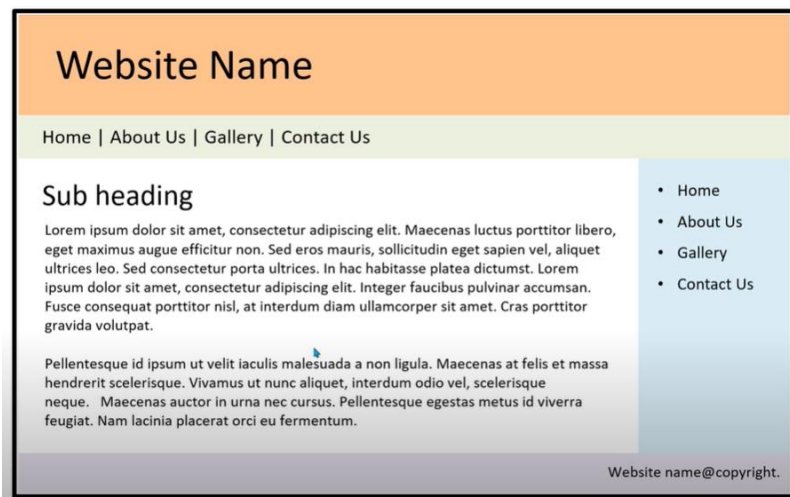 Website Name
Home | About Us | Gallery | Contact Us
Sub heading
Lorem ipsum dolor sit amet, consectetur adipiscing elit. Maecenas luctus porttitor libero,
eget maximus augue efficitur non. Sed eros mauris, sollicitudin eget sapien vel, aliquet
ultrices leo. Sed consectetur porta ultrices. In hac habitasse platea dictumst. Lorem
ipsum dolor sit amet, consectetur adipiscing elit. Integer faucibus pulvinar accumsan.
Fusce consequat porttitor nisl, at interdum diam ullamcorper sit amet. Cras porttitor
gravida volutpat.
Pellentesque id ipsum ut velit iaculis malesuada a non ligula. Maecenas at felis et massa
hendrerit scelerisque. Vivamus ut nunc aliquet, interdum odio vel, scelerisque
neque.   Maecenas auctor in urna nec cursus. Pellentesque egestas metus id viverra
feugiat. Nam lacinia placerat orci eu fermentum.
• Home
• About Us
• Gallery
• Contact Us
Website name@copyright.